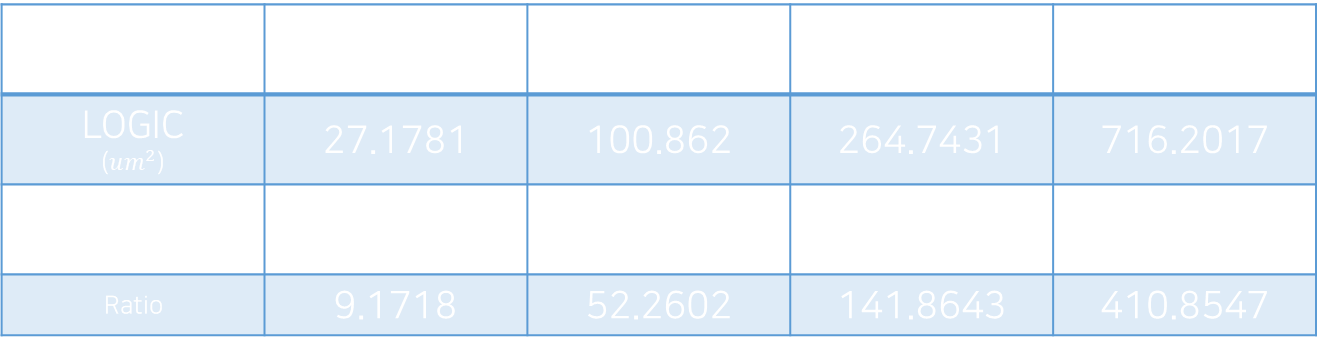 LOGIC 27.1781 100.862 264.7431 716.2017
(um²)
Ratio 9.1718 52.2602 141.8643 410.8547